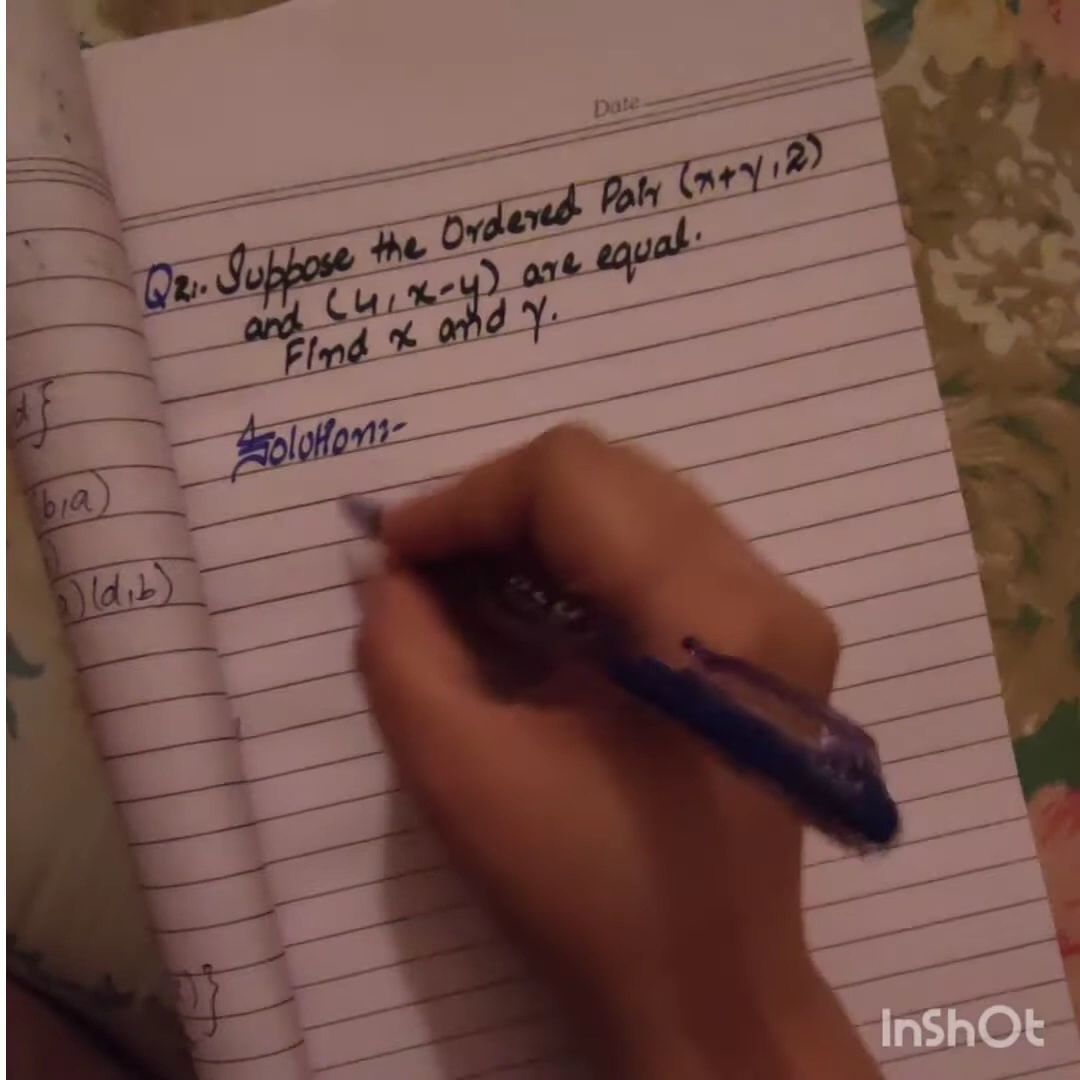 Date
Q2:. Suppose the Ordered Pair (x+y, 2)
and (4, x-y) are equal.
Find x and y.
Solution:-
d}
b,a)
)
)(d,b)
)}
InShOt